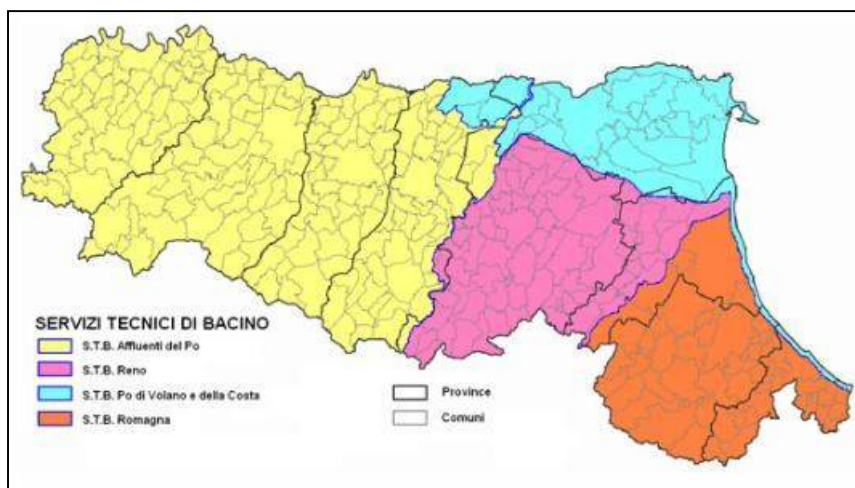 SERVIZI TECNICI DI BACINO
S.T.B. Affluenti del Po
S.T.B. Reno
S.T.B. Po di Volano e della Costa
S.T.B. Romagna
Province
Comuni